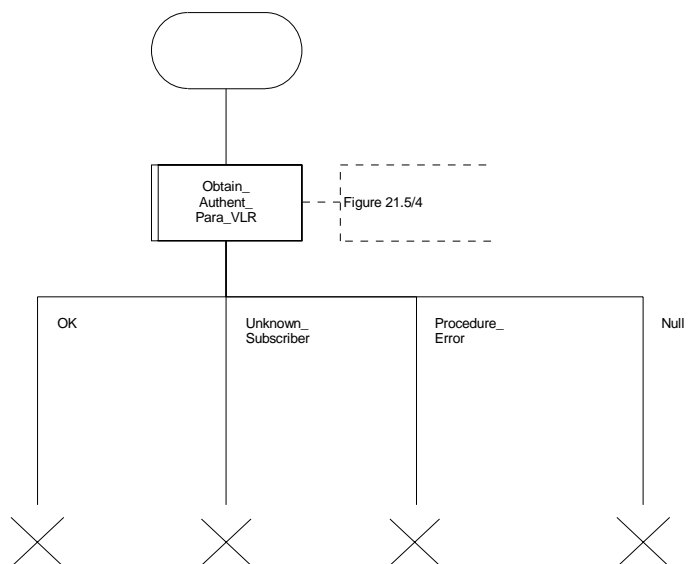 Obtain_
Authent_
Para_VLR
Figure 21.5/4
OK
Unknown_
Subscriber
Procedure_
Error
Null